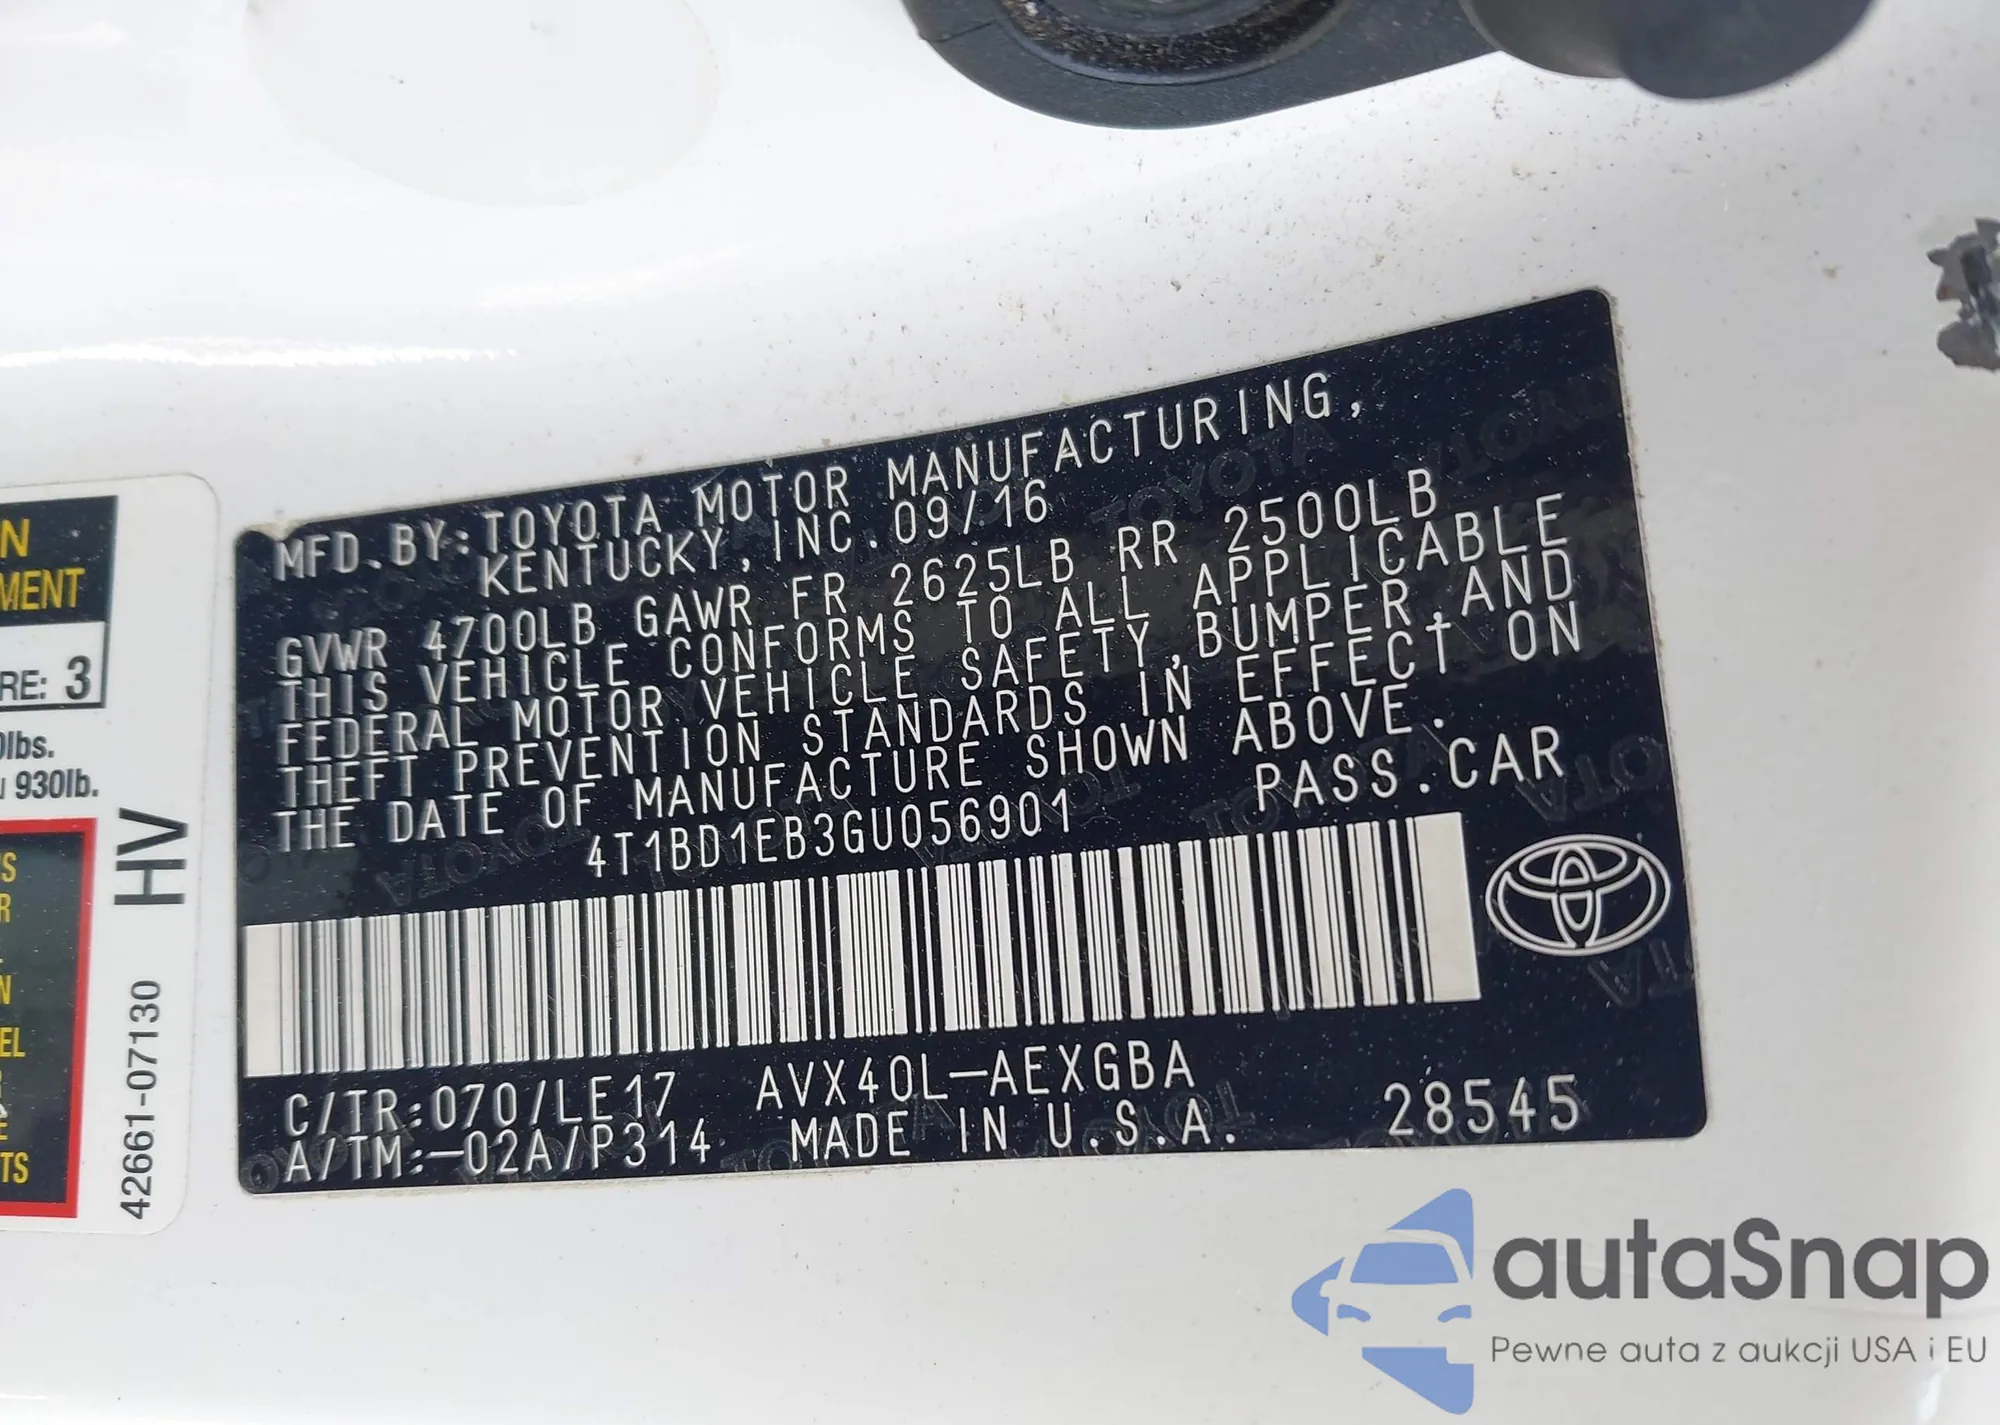 MFD.BY:TOYOTA MOTOR MANUFACTURING,
KENTUCKY,INC.09/16
GVWR 4700LB GAWR FR 2625LB RR 2500LB
THIS VEHICLE CONFORMS TO ALL APPLICABLE
FEDERAL MOTOR VEHICLE SAFETY,BUMPER,AND
THEFT PREVENTION STANDARDS IN EFFECT ON
THE DATE OF MANUFACTURE SHOWN ABOVE.
4T1BD1EB3GU056901 PASS.CAR
C/TR:070/LE17 AVX40L-AEXGBA
A/TM:-02A/P314 MADE IN U.S.A. 28545
RE: 3
930lb.
HV
42661-07130
autaSnap
Pewne auta z aukcji USA i EU